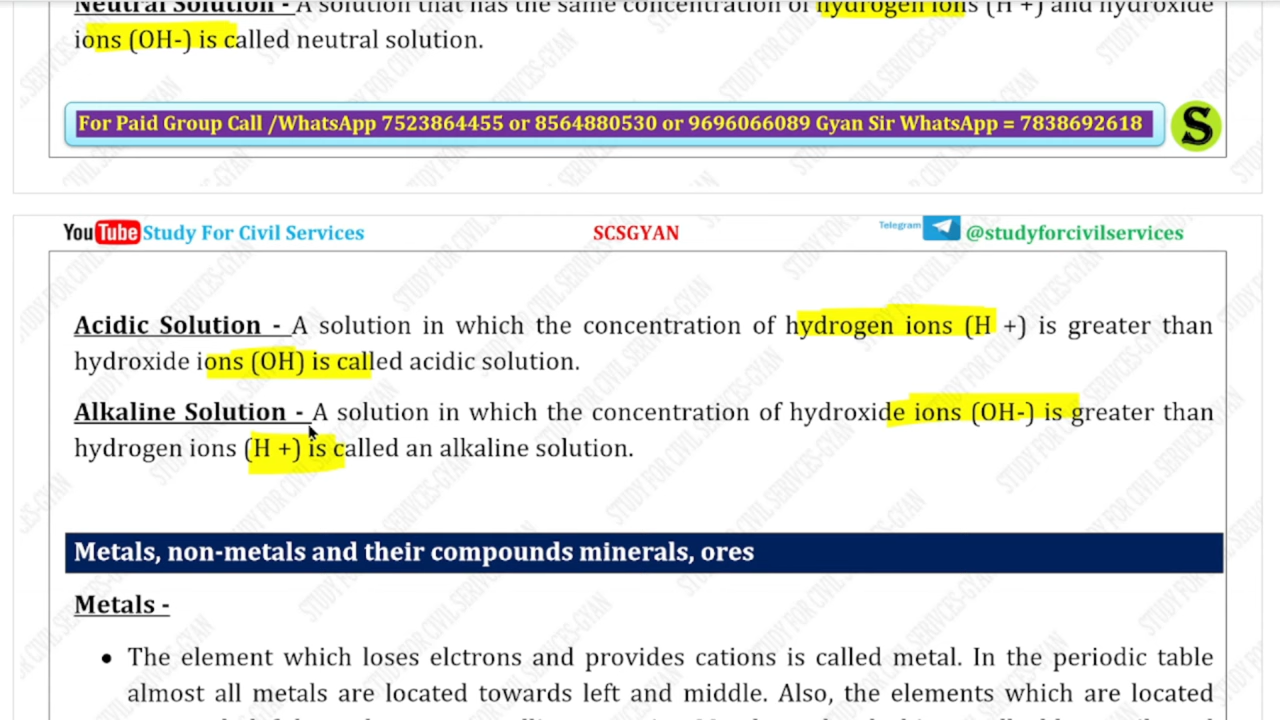 Neutral Solution - A solution that has the same concentration of hydrogen ions (H +) and hydroxide
ions (OH-) is called neutral solution.
For Paid Group Call /WhatsApp 7523864455 or 8564880530 or 9696066089 Gyan Sir WhatsApp = 7838692618
S
YouTube Study For Civil Services SCSGYAN Telegram @studyforcivilservices
Acidic Solution - A solution in which the concentration of hydrogen ions (H +) is greater than
hydroxide ions (OH) is called acidic solution.
Alkaline Solution - A solution in which the concentration of hydroxide ions (OH-) is greater than
hydrogen ions (H +) is called an alkaline solution.
Metals, non-metals and their compounds minerals, ores
Metals -
• The element which loses elctrons and provides cations is called metal. In the periodic table
almost all metals are located towards left and middle. Also, the elements which are located